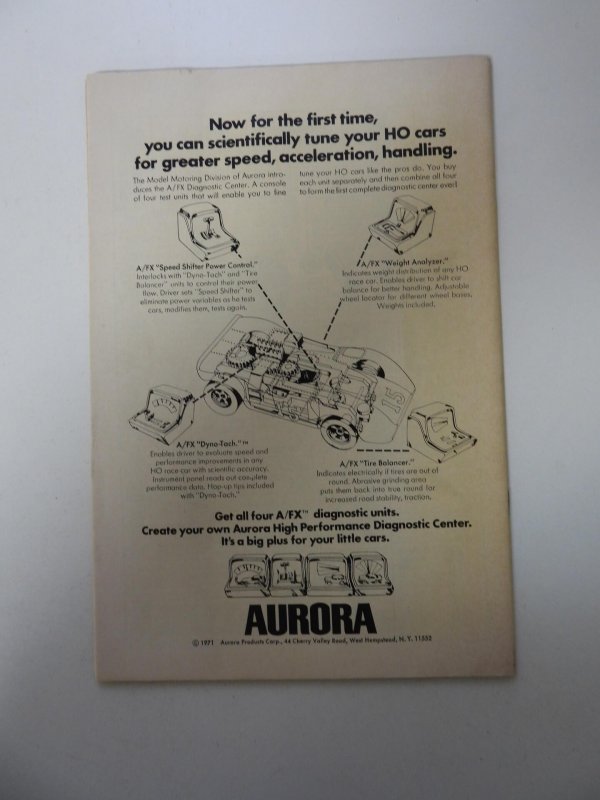 Now for the first time,
you can scientifically tune your HO cars
for greater speed, acceleration, handling.
The Model Motoring Division of Aurora intro-
duces the A/FX Diagnostic Center. A console
of four test units that will enable you to fine
tune your HO cars like the pros do. You buy
each unit separately and then combine all four
to form the first complete diagnostic center ever!
A/FX "Speed Shifter Power Control."
Interlocks with "Dyno-Tach" and "Tire
Balancer" units to control their power
flow. Driver sets "Speed Shifter" to
eliminate power variables as he tests
cars, modifies them, tests again.
A/FX "Weight Analyzer."
Indicates weight distribution of any HO
race car. Enables driver to shift car
balance for better handling. Adjustable
wheel locator for different wheel bases.
Weights included.
15
A/FX "Dyno-Tach."™
Enables driver to evaluate speed and
performance improvements in any
HO race car with scientific accuracy.
Instrument panel reads out complete
performance data. Hop-up tips included
with "Dyno-Tach."
A/FX "Tire Balancer."
Indicates electrically if tires are out of
round. Abrasive grinding area
puts them back into true round for
increased road stability, traction.
Get all four A/FX™ diagnostic units.
Create your own Aurora High Performance Diagnostic Center.
It's a big plus for your little cars.
AURORA
© 1971 Aurora Products Corp., 44 Cherry Valley Road, West Hempstead, N. Y. 11552